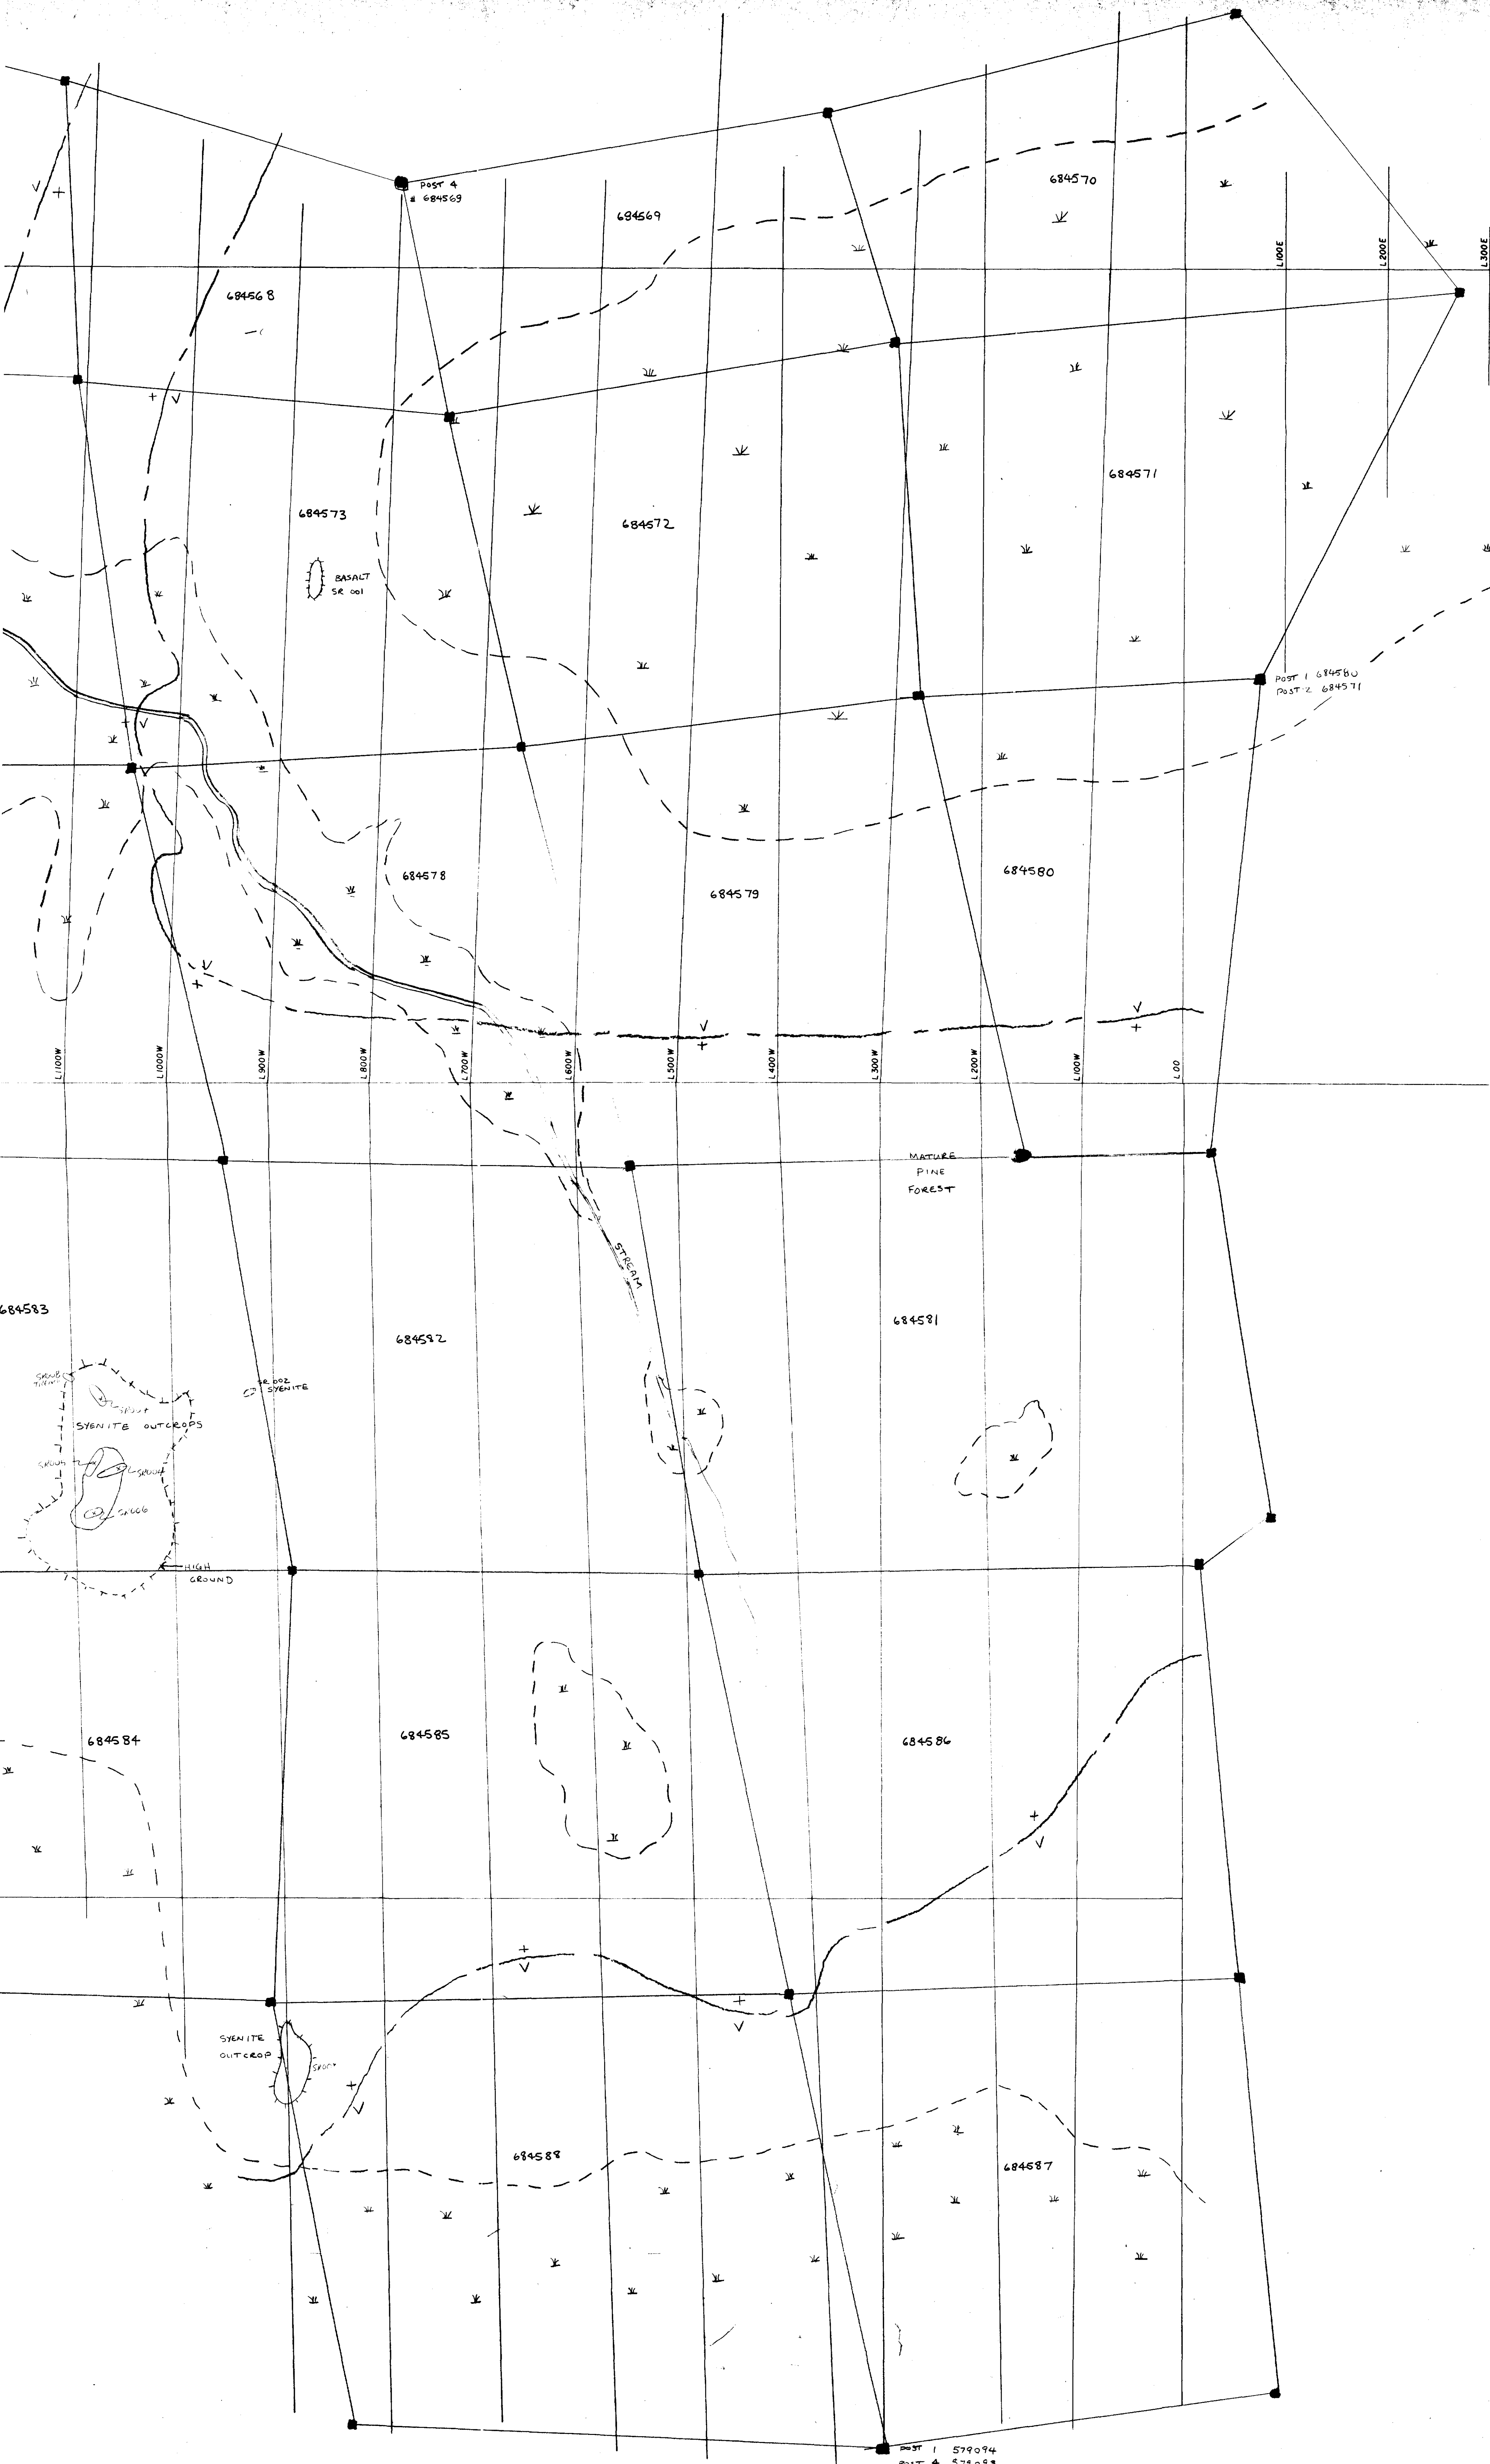 POST 4
# 684569
684569
684570
L100E
L200E
L300E
684568
684571
684573
684572
BASALT
SR 001
POST 1 684580
POST 2 684571
684578
684579
684580
L1100W
L1000W
L900W
L800W
L700W
L600W
L500W
L400W
L300W
L200W
L100W
L00
MATURE
PINE
FOREST
STREAM
684583
684582
684581
SR 002
SYENITE
SYENITE OUTCROPS
SR006
HIGH
GROUND
684584
684585
684586
SYENITE
OUTCROP
684588
684587
POST 1 579094